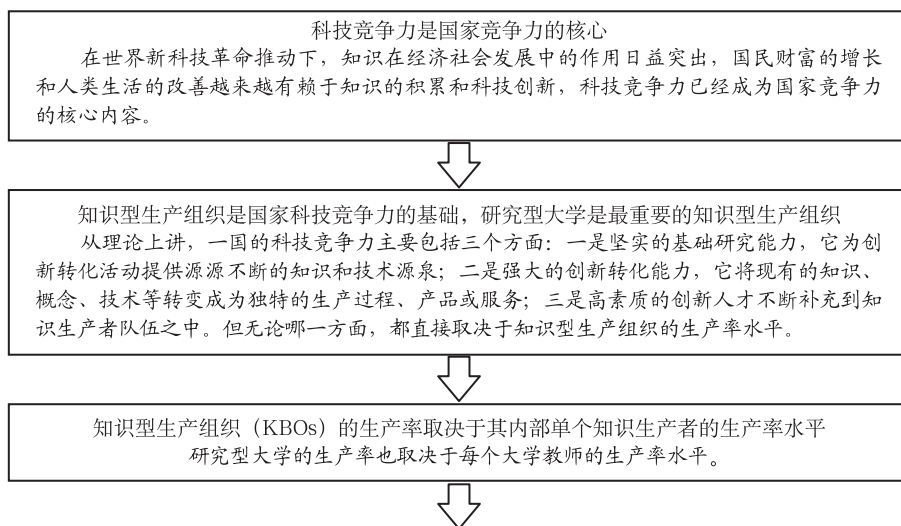 科技竞争力是国家竞争力的核心
在世界新科技革命推动下，知识在经济社会发展中的作用日益突出，国民财富的增长
和人类生活的改善越来越有赖于知识的积累和科技创新，科技竞争力已经成为国家竞争力
的核心内容。
知识型生产组织是国家科技竞争力的基础，研究型大学是最重要的知识型生产组织
从理论上讲，一国的科技竞争力主要包括三个方面：一是坚实的基础研究能力，它为创
新转化活动提供源源不断的知识和技术源泉；二是强大的创新转化能力，它将现有的知识、
概念、技术等转变成为独特的生产过程、产品或服务；三是高素质的创新人才不断补充到知
识生产者队伍之中。但无论哪一方面，都直接取决于知识型生产组织的生产率水平。
知识型生产组织（KBOs）的生产率取决于其内部单个知识生产者的生产率水平
研究型大学的生产率也取决于每个大学教师的生产率水平。